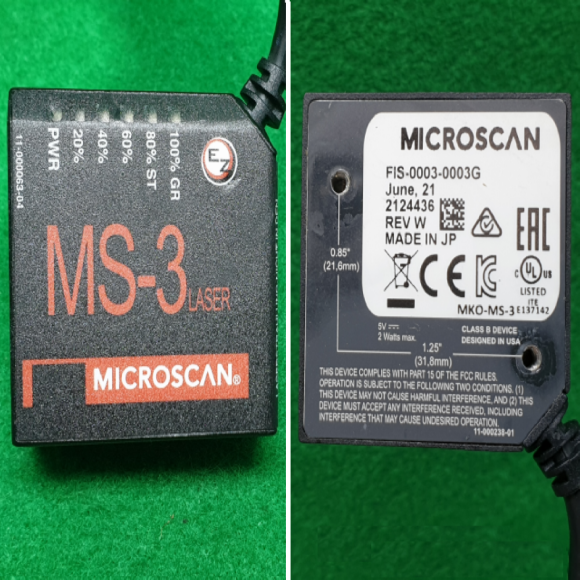 11-000063-04
PWR
20%
40%
60%
80% ST
100% GR
EZ
MS-3
LASER
MICROSCAN®
MICROSCAN
FIS-0003-0003G
June, 21
2124436
REV W
MADE IN JP
EAC
CE
c UL US
LISTED
ITE
E137142
MKO-MS-3
0.85"
(21,6mm)
5V
2 Watts max.
CLASS B DEVICE
DESIGNED IN USA
1.25"
(31,8mm)
THIS DEVICE COMPLIES WITH PART 15 OF THE FCC RULES.
OPERATION IS SUBJECT TO THE FOLLOWING TWO CONDITIONS. (1)
THIS DEVICE MAY NOT CAUSE HARMFUL INTERFERENCE, AND (2) THIS
DEVICE MUST ACCEPT ANY INTERFERENCE RECEIVED, INCLUDING
INTERFERENCE THAT MAY CAUSE UNDESIRED OPERATION.
11-000238-01